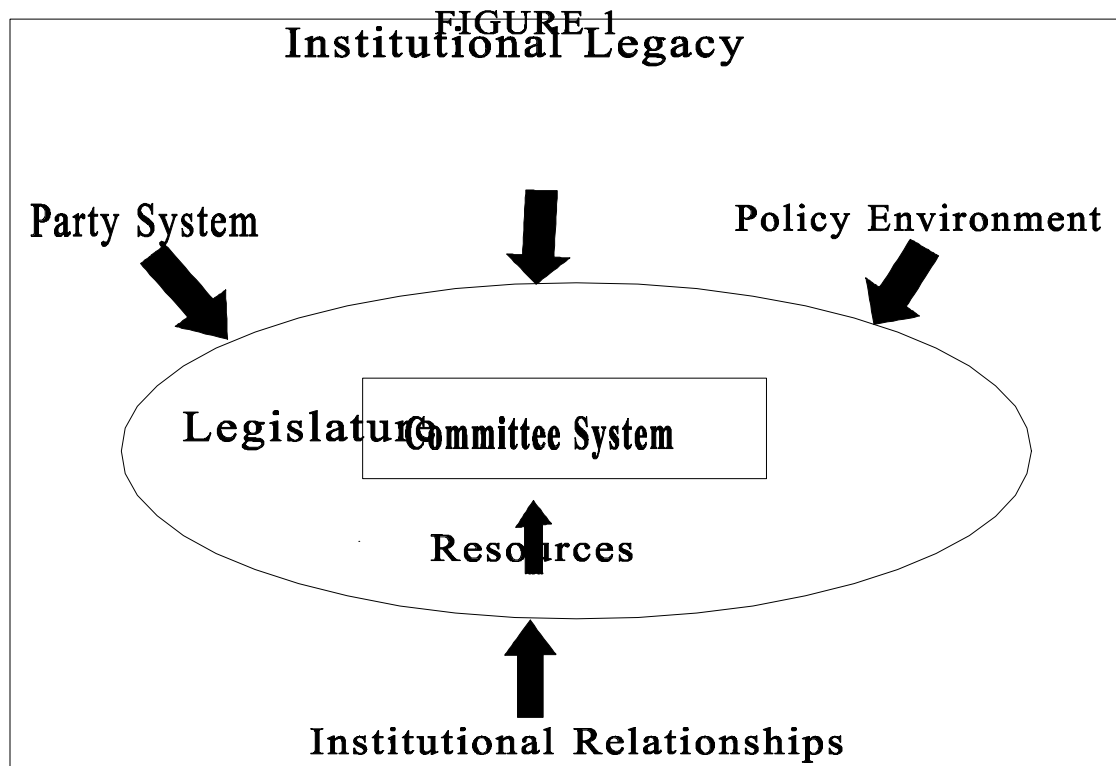 FIGURE 1
Institutional Legacy
Party System
Policy Environment
Legislature
Committee System
Resources
Institutional Relationships